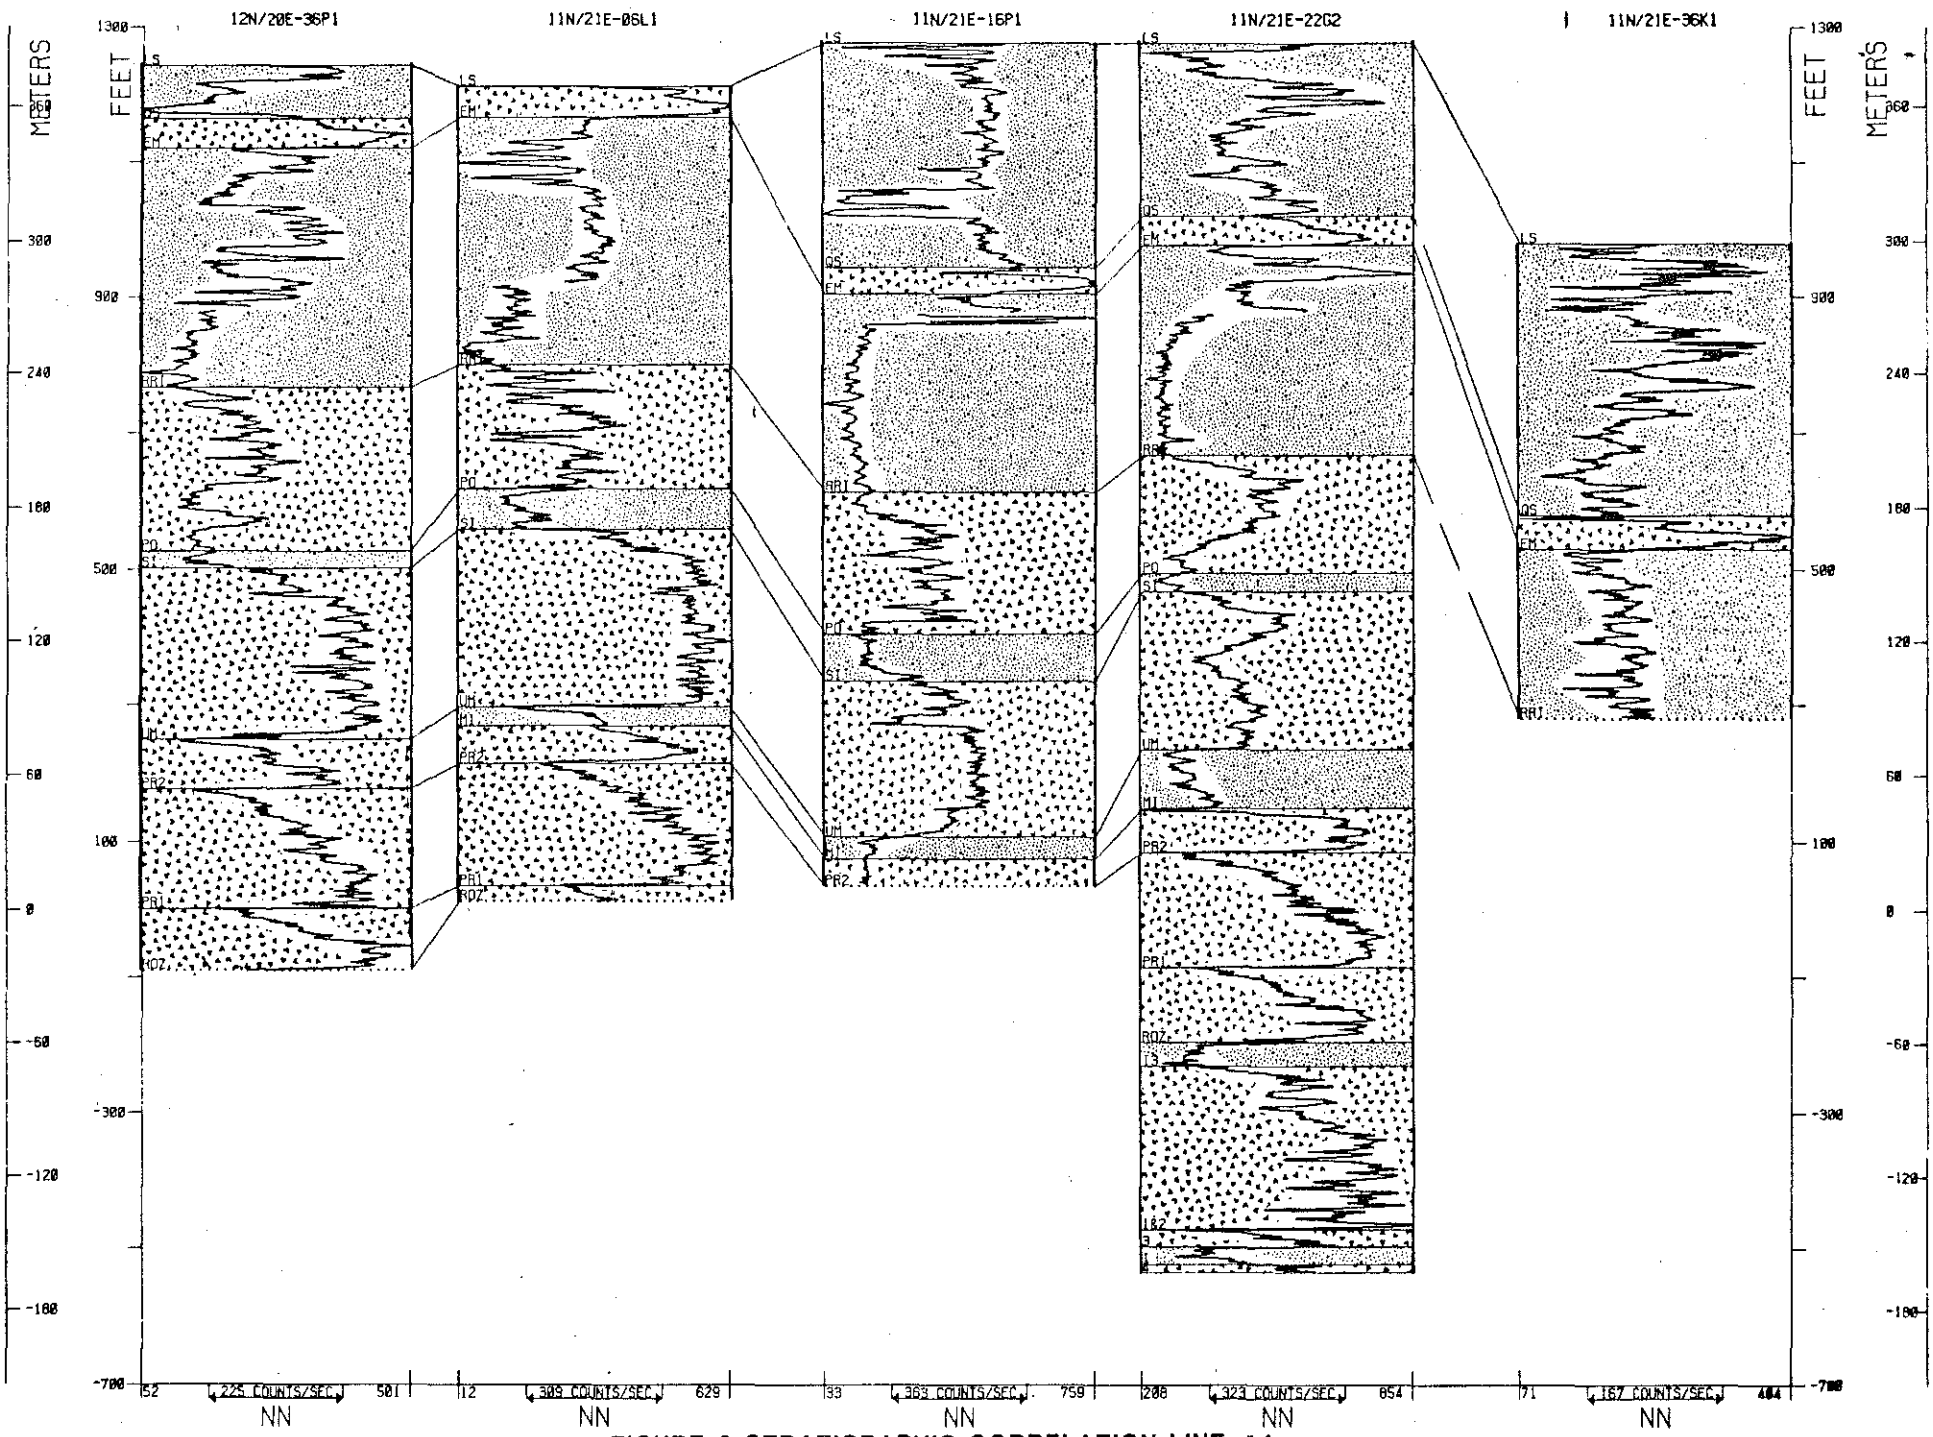 12N/20E-36P1
11N/21E-06L1
11N/21E-16P1
11N/21E-22G2
11N/21E-36K1
METERS
360
300
240
180
120
60
0
-60
-120
-180
FEET
1300
900
500
100
-300
-700
LS
EM
RRI
PO
SI
UM
PR2
PR1
ROZ
LS
EM
PO
SI
UM
MI
PR2
PR1
ROZ
LS
QS
EM
RRI
PO
SI
UM
MI
PR2
LS
QS
EM
PO
SI
UM
MI
PR2
PR1
ROZ
13
1&2
3
LS
QS
EM
RRI
FEET
1300
900
500
100
-300
-700
METERS
360
300
240
180
120
60
0
-60
-120
-180
52 225 COUNTS/SEC 501
12 309 COUNTS/SEC 629
33 363 COUNTS/SEC 759
208 323 COUNTS/SEC 854
71 167 COUNTS/SEC 404
NN
NN
NN
NN
NN